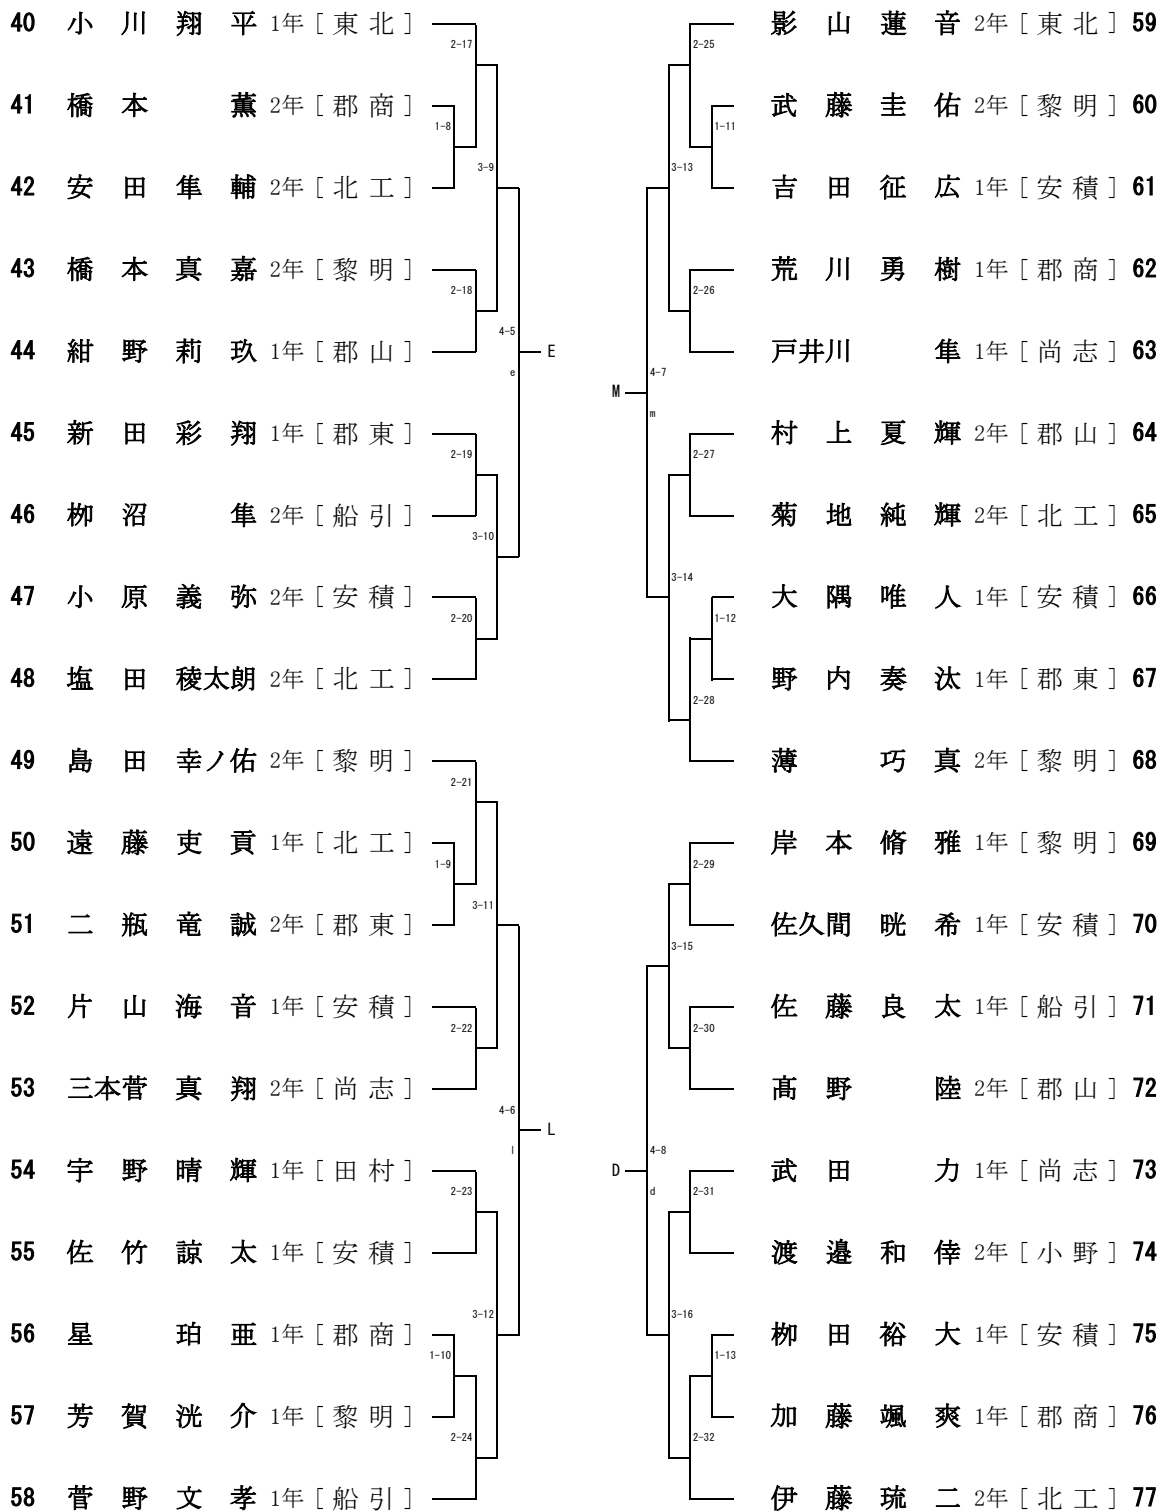 40 小川翔平 1年 [ 東北 ]
2-17
41 橋本 薫 2年 [ 郡商 ]
1-8
42 安田隼輔 2年 [ 北工 ]
3-9
43 橋本真嘉 2年 [ 黎明 ]
2-18
44 紺野莉玖 1年 [ 郡山 ]
4-5
E
e
45 新田彩翔 1年 [ 郡東 ]
2-19
46 栁沼 隼 2年 [ 船引 ]
3-10
47 小原義弥 2年 [ 安積 ]
2-20
48 塩田稜太朗 2年 [ 北工 ]
49 島田幸ノ佑 2年 [ 黎明 ]
2-21
50 遠藤吏貢 1年 [ 北工 ]
1-9
51 二瓶竜誠 2年 [ 郡東 ]
3-11
52 片山海音 1年 [ 安積 ]
2-22
53 三本菅真翔 2年 [ 尚志 ]
4-6
L
l
54 宇野晴輝 1年 [ 田村 ]
2-23
55 佐竹諒太 1年 [ 安積 ]
3-12
56 星 珀亜 1年 [ 郡商 ]
1-10
57 芳賀洸介 1年 [ 黎明 ]
2-24
58 菅野文孝 1年 [ 船引 ]
影山蓮音 2年 [ 東北 ] 59
2-25
武藤圭佑 2年 [ 黎明 ] 60
1-11
吉田征広 1年 [ 安積 ] 61
3-13
荒川勇樹 1年 [ 郡商 ] 62
2-26
戸井川 隼 1年 [ 尚志 ] 63
4-7
M
m
村上夏輝 2年 [ 郡山 ] 64
2-27
菊地純輝 2年 [ 北工 ] 65
3-14
大隅唯人 1年 [ 安積 ] 66
1-12
野内奏汰 1年 [ 郡東 ] 67
2-28
薄 巧真 2年 [ 黎明 ] 68
岸本脩雅 1年 [ 黎明 ] 69
2-29
佐久間晄希 1年 [ 安積 ] 70
3-15
佐藤良太 1年 [ 船引 ] 71
2-30
髙野 陸 2年 [ 郡山 ] 72
4-8
D
d
武田 力 1年 [ 尚志 ] 73
2-31
渡邉和倖 2年 [ 小野 ] 74
3-16
栁田裕大 1年 [ 安積 ] 75
1-13
加藤颯爽 1年 [ 郡商 ] 76
2-32
伊藤琉二 2年 [ 北工 ] 77